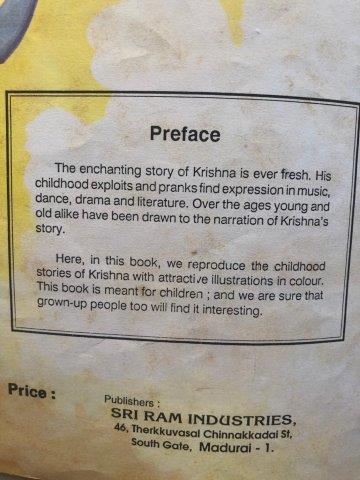 Preface
The enchanting story of Krishna is ever fresh. His
childhood exploits and pranks find expression in music,
dance, drama and literature. Over the ages young and
old alike have been drawn to the narration of Krishna's
story.
Here, in this book, we reproduce the childhood
stories of Krishna with attractive illustrations in colour.
This book is meant for children ; and we are sure that
grown-up people too will find it interesting.
Price :
Publishers :
SRI RAM INDUSTRIES,
46, Therkkuvasal Chinnakkadai St,
South Gate, Madurai - 1.